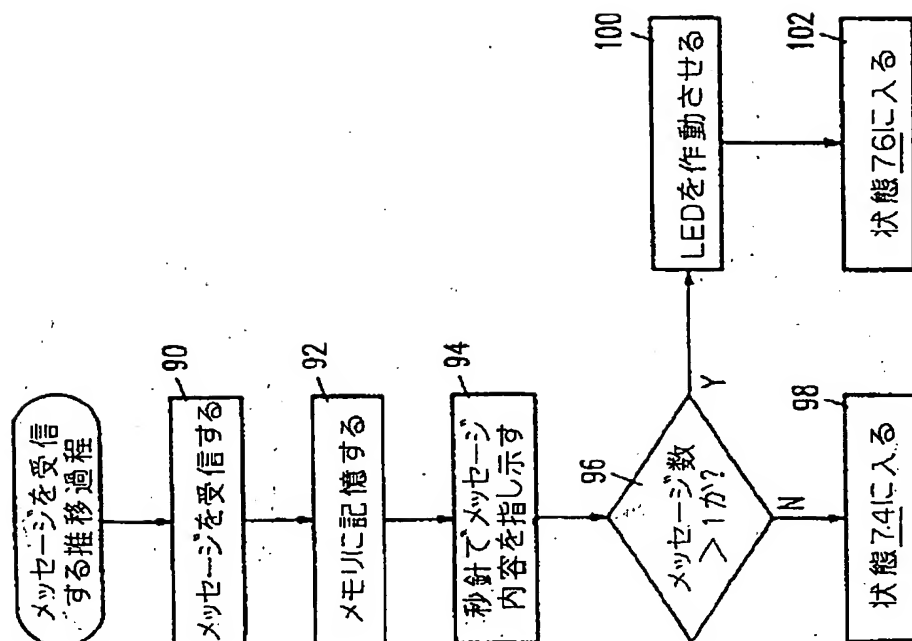 メッセージを受信
する推移過程
90
メッセージを受信する
92
メモリに記憶する
94
秒針でメッセージ
内容を指し示す
96
メッセージ数
>1か?
Y
N
98
状態74に入る
100
LEDを作動させる
102
状態76に入る